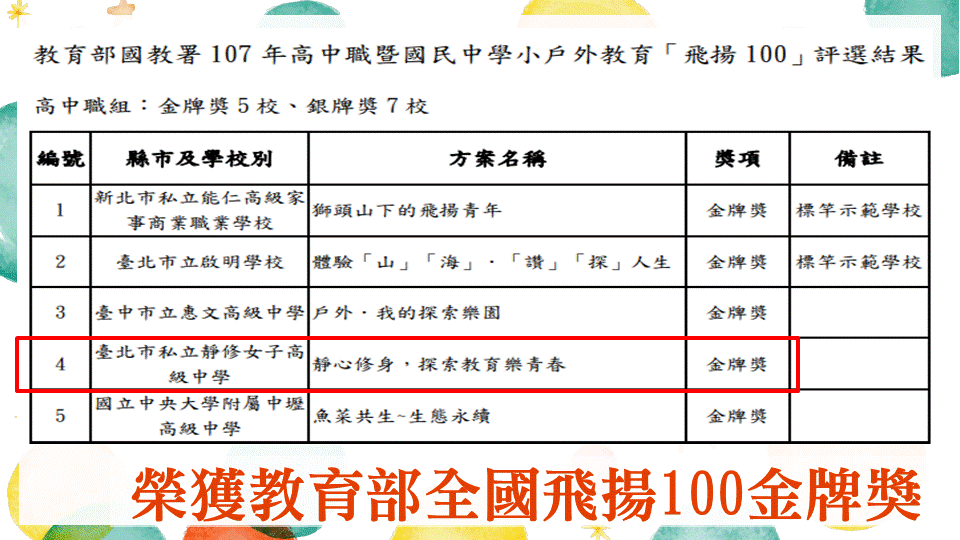 教育部國教署 107 年高中職暨國民中學小戶外教育「飛揚 100」評選結果
高中職組：金牌獎 5 校、銀牌獎 7 校
編號 縣市及學校別 方案名稱 獎項 備註
1 新北市私立能仁高級家事商業職業學校 獅頭山下的飛揚青年 金牌獎 標竿示範學校
2 臺北市立啟明學校 體驗「山」「海」·「讚」「探」人生 金牌獎 標竿示範學校
3 臺中市立惠文高級中學 戶外·我的探索樂園 金牌獎
4 臺北市私立靜修女子高級中學 靜心修身，探索教育樂青春 金牌獎
5 國立中央大學附屬中壢高級中學 魚菜共生~生態永續 金牌獎
榮獲教育部全國飛揚100金牌獎